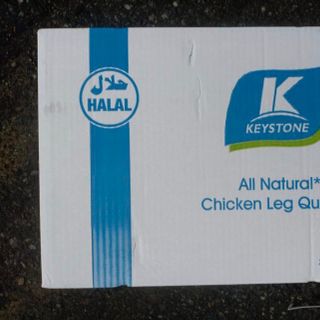 حلال
HALAL
K
KEYSTONE
All Natural*
Chicken Leg Qu